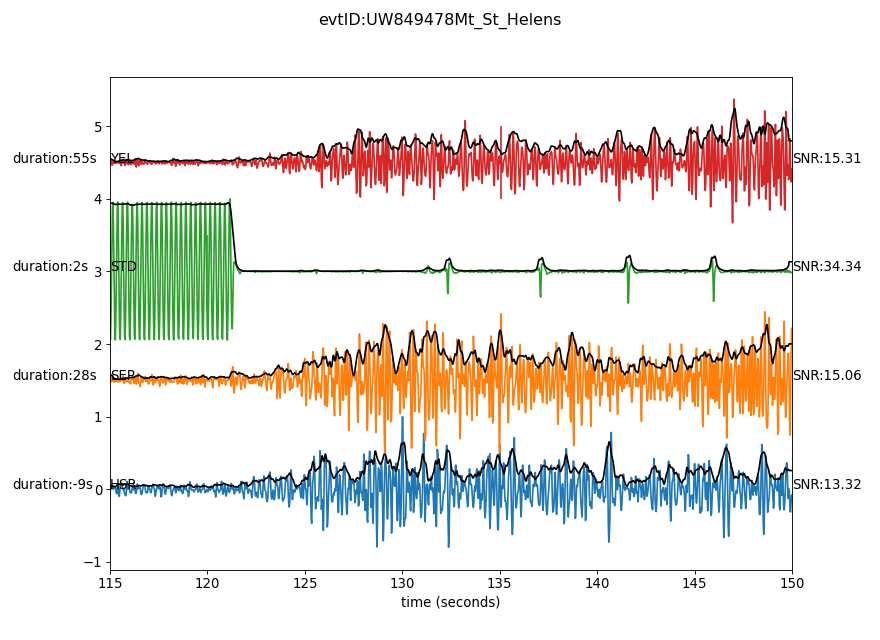 evtID:UW849478Mt_St_Helens
5
duration:55s YEL SNR:15.31
4
duration:2s STD 3 SNR:34.34
2
duration:28s SEP SNR:15.06
1
duration:-9s HSR 0 SNR:13.32
−1
115 120 125 130 135 140 145 150
time (seconds)